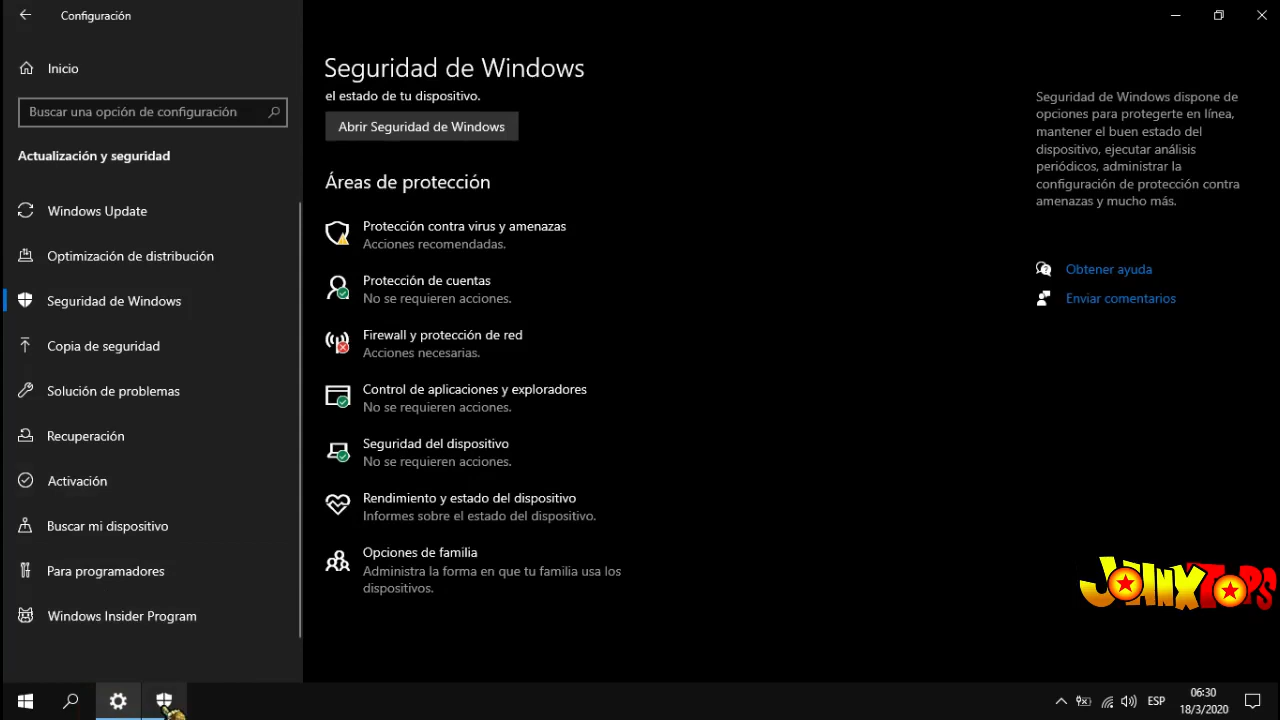 Configuración
Inicio
Buscar una opción de configuración
Actualización y seguridad
Windows Update
Optimización de distribución
Seguridad de Windows
Copia de seguridad
Solución de problemas
Recuperación
Activación
Buscar mi dispositivo
Para programadores
Windows Insider Program
Seguridad de Windows
el estado de tu dispositivo.
Abrir Seguridad de Windows
Áreas de protección
Protección contra virus y amenazas
Acciones recomendadas.
Protección de cuentas
No se requieren acciones.
Firewall y protección de red
Acciones necesarias.
Control de aplicaciones y exploradores
No se requieren acciones.
Seguridad del dispositivo
No se requieren acciones.
Rendimiento y estado del dispositivo
Informes sobre el estado del dispositivo.
Opciones de familia
Administra la forma en que tu familia usa los
dispositivos.
Seguridad de Windows dispone de
opciones para protegerte en línea,
mantener el buen estado del
dispositivo, ejecutar análisis
periódicos, administrar la
configuración de protección contra
amenazas y mucho más.
Obtener ayuda
Enviar comentarios
JOANXTOPS
ESP
06:30
18/3/2020